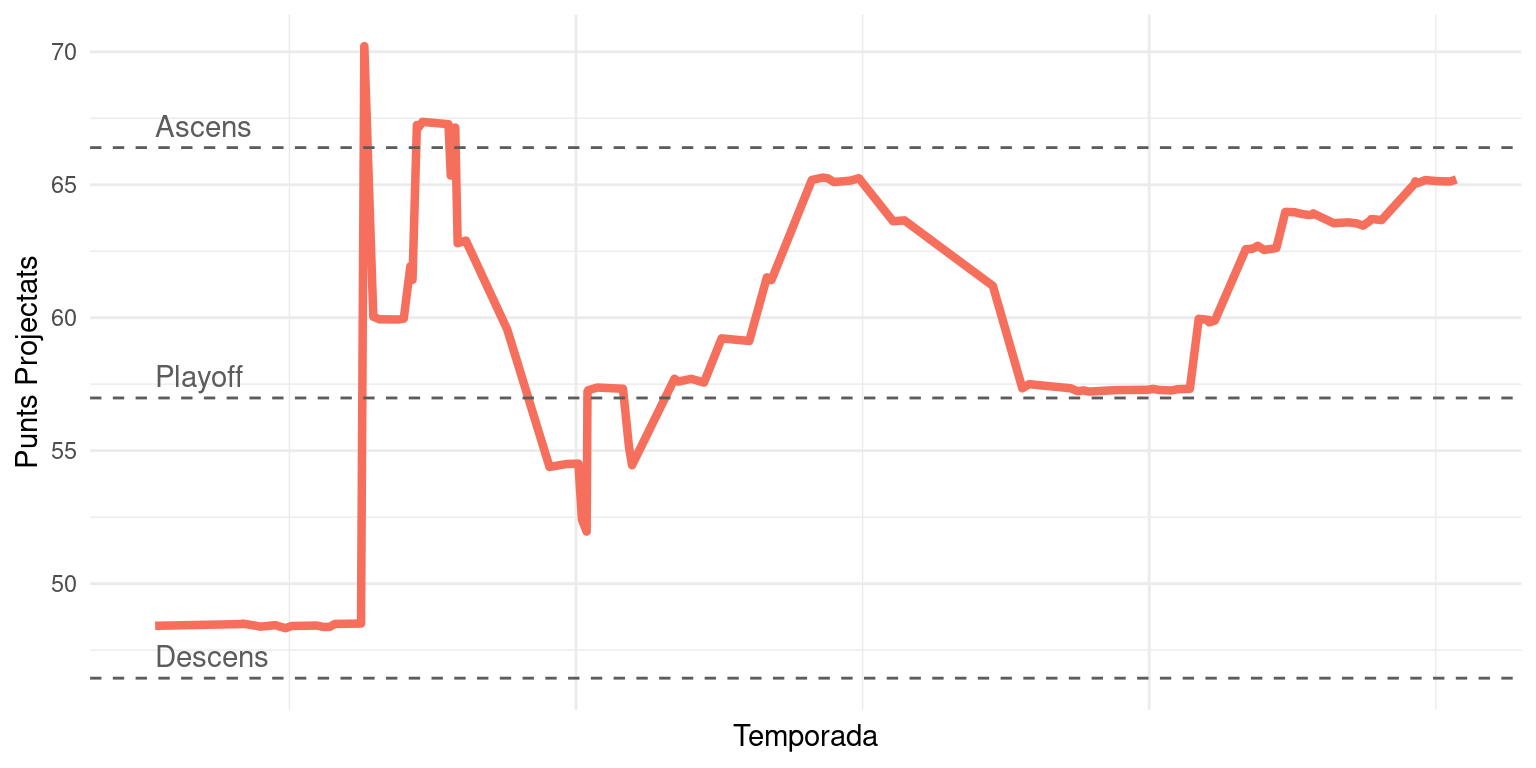 70
Ascens
65
60
Playoff
55
50
Descens
Punts Projectats
Temporada